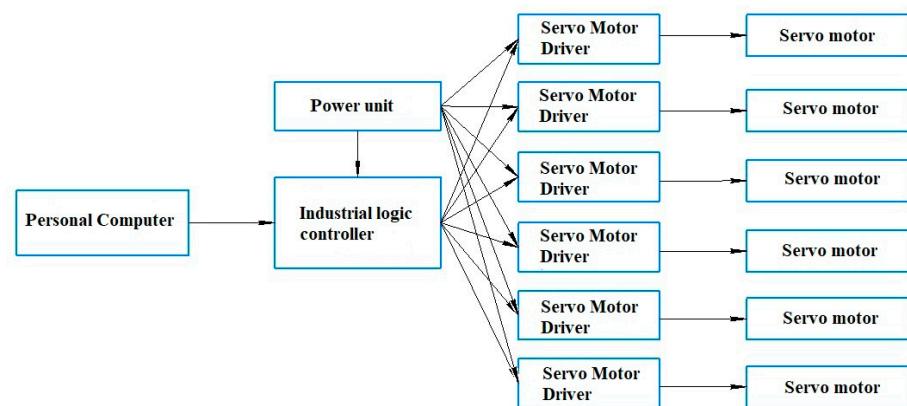 Servo Motor
Driver
Servo motor
Power unit
Servo Motor
Driver
Servo motor
Servo Motor
Driver
Servo motor
Personal Computer
Industrial logic
controller
Servo Motor
Driver
Servo motor
Servo Motor
Driver
Servo motor
Servo Motor
Driver
Servo motor